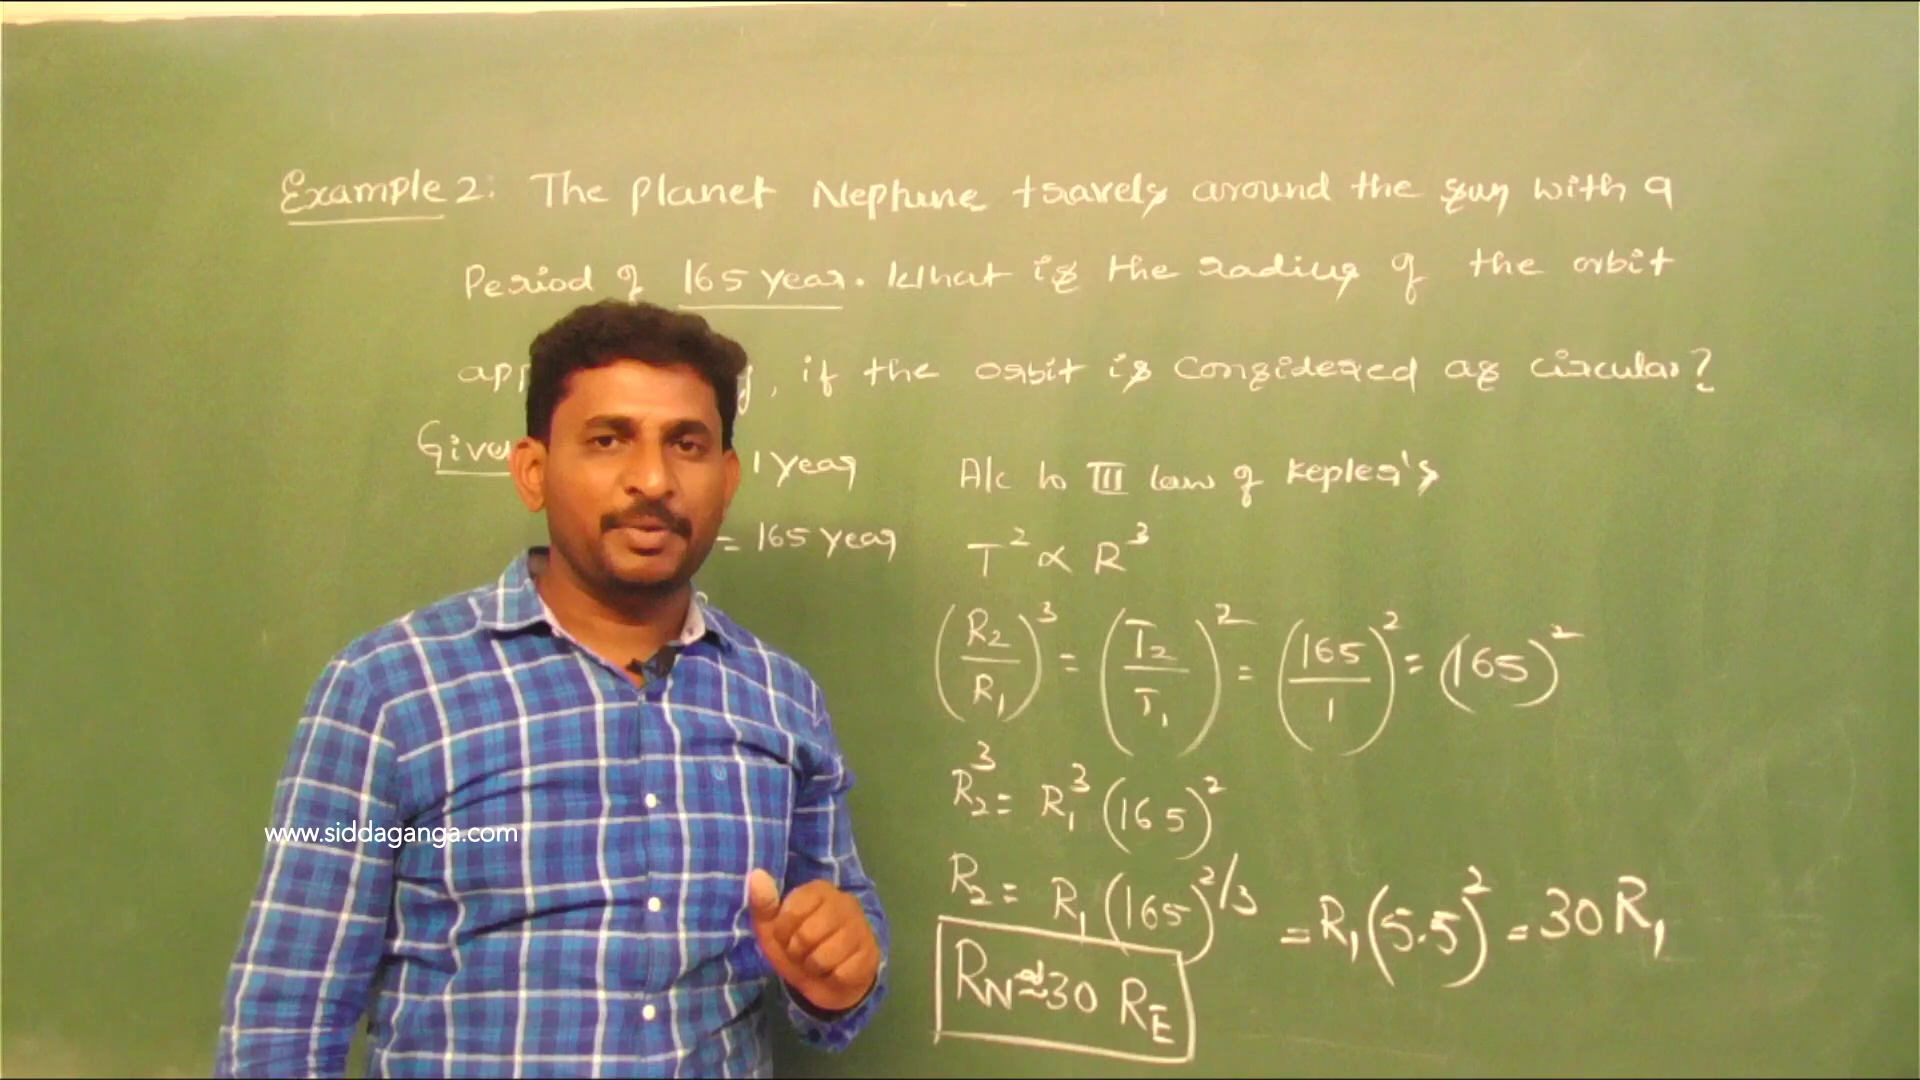 Example 2: The planet Neptune travels around the sun with a
Period of 165 year. What is the radius of the orbit
app , if the orbit is considered as circular?
Given 1 year
= 165 year
A/c to III law of Kepler's
T² ∝ R³
(R₂/R₁)³ = (T₂/T₁)² = (165/1)² = (165)²
R₂³ = R₁³ (165)²
R₂ = R₁ (165)^2/3 = R₁ (5.5)² = 30 R₁
R_N ≈ 30 R_E
www.siddaganga.com